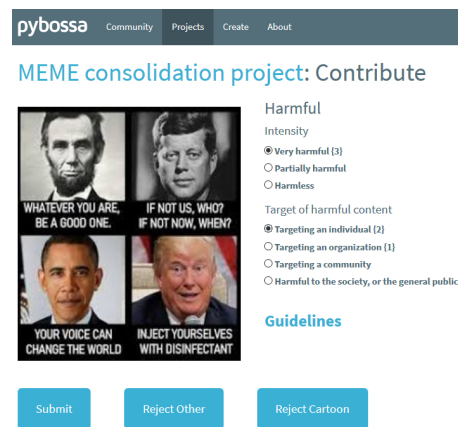 pybossa Community Projects Create About
MEME consolidation project: Contribute
WHATEVER YOU ARE,
BE A GOOD ONE.
IF NOT US, WHO?
IF NOT NOW, WHEN?
YOUR VOICE CAN
CHANGE THE WORLD
INJECT YOURSELVES
WITH DISINFECTANT
Harmful
Intensity
Very harmful {3}
Partially harmful
Harmless
Target of harmful content
Targeting an individual {2}
Targeting an organization {1}
Targeting a community
Harmful to the society, or the general public
Guidelines
Submit Reject Other Reject Cartoon